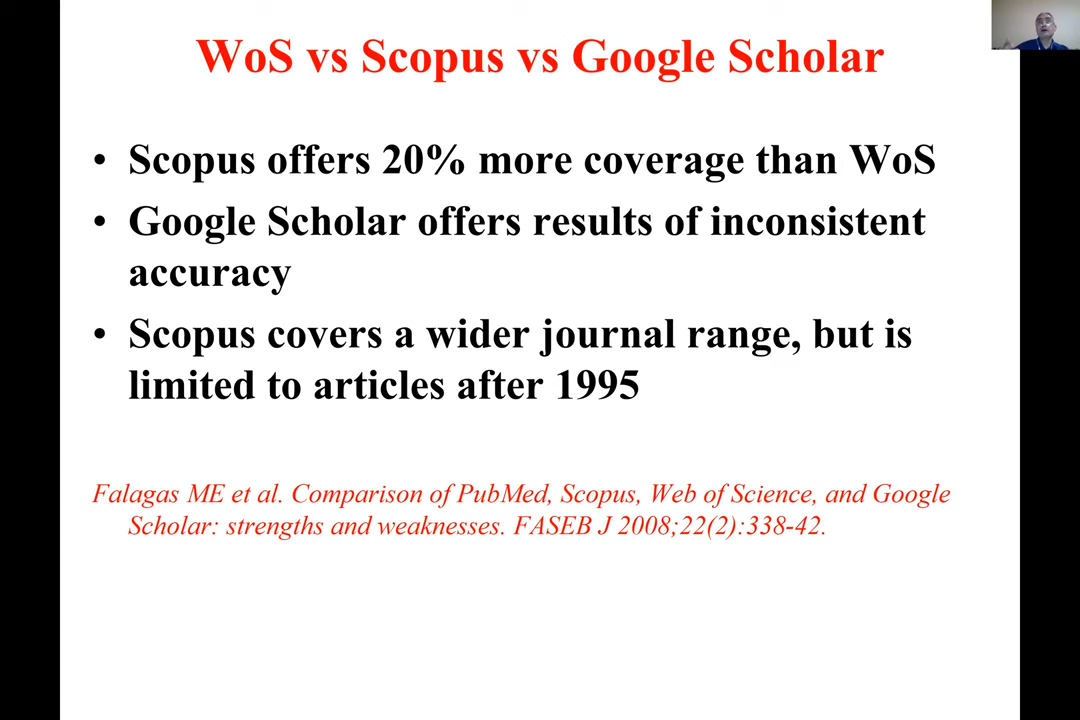 WoS vs Scopus vs Google Scholar
• Scopus offers 20% more coverage than WoS
• Google Scholar offers results of inconsistent
accuracy
• Scopus covers a wider journal range, but is
limited to articles after 1995
Falagas ME et al. Comparison of PubMed, Scopus, Web of Science, and Google
Scholar: strengths and weaknesses. FASEB J 2008;22(2):338-42.